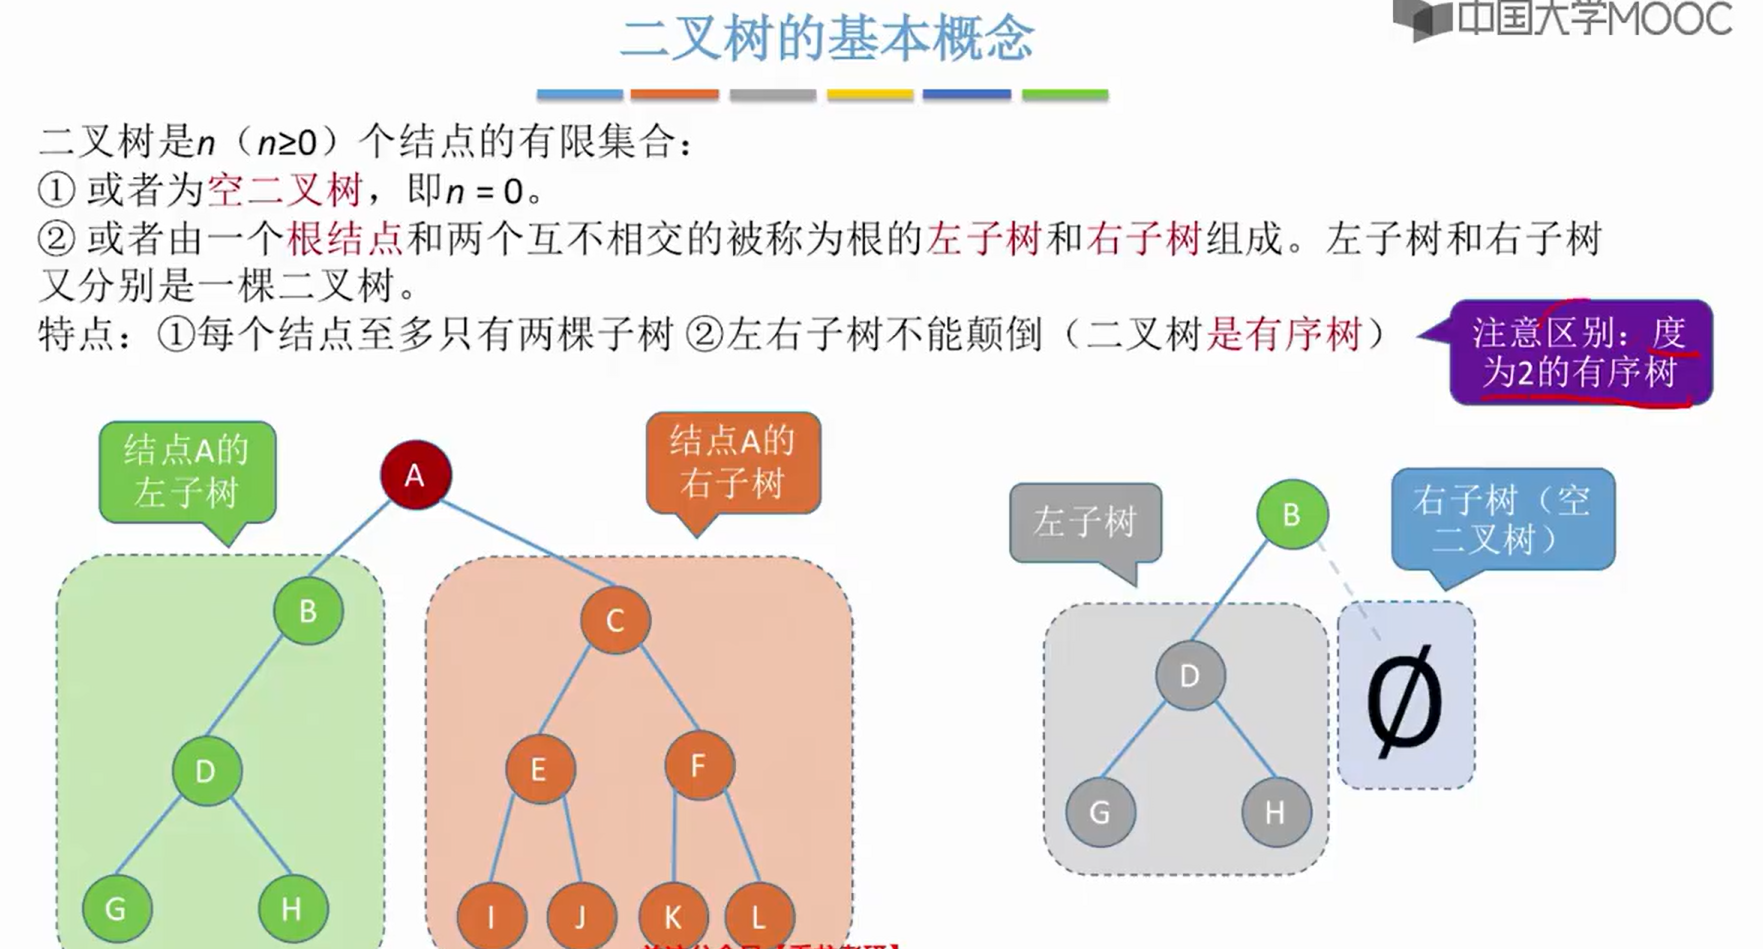 二叉树的基本概念
中国大学MOOC
二叉树是n（n≥0）个结点的有限集合：
① 或者为空二叉树，即n = 0。
② 或者由一个根结点和两个互不相交的被称为根的左子树和右子树组成。左子树和右子树
又分别是一棵二叉树。
特点：①每个结点至多只有两棵子树 ②左右子树不能颠倒（二叉树是有序树）
注意区别：度
为2的有序树
结点A的
左子树
A
结点A的
右子树
B
C
D
E
F
G
H
I
J
K
L
左子树
B
右子树（空
二叉树）
D
Ø
G
H